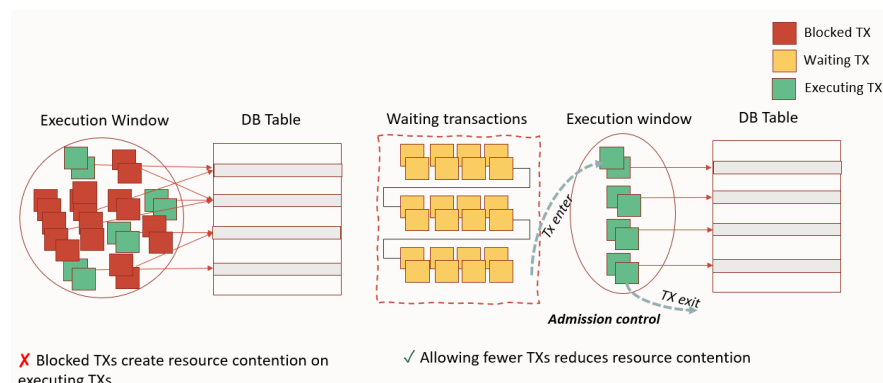 Blocked TX
Waiting TX
Executing TX
Execution Window
DB Table
Waiting transactions
Execution window
DB Table
Tx enter
TX exit
Admission control
✗ Blocked TXs create resource contention on
executing TXs
✓ Allowing fewer TXs reduces resource contention